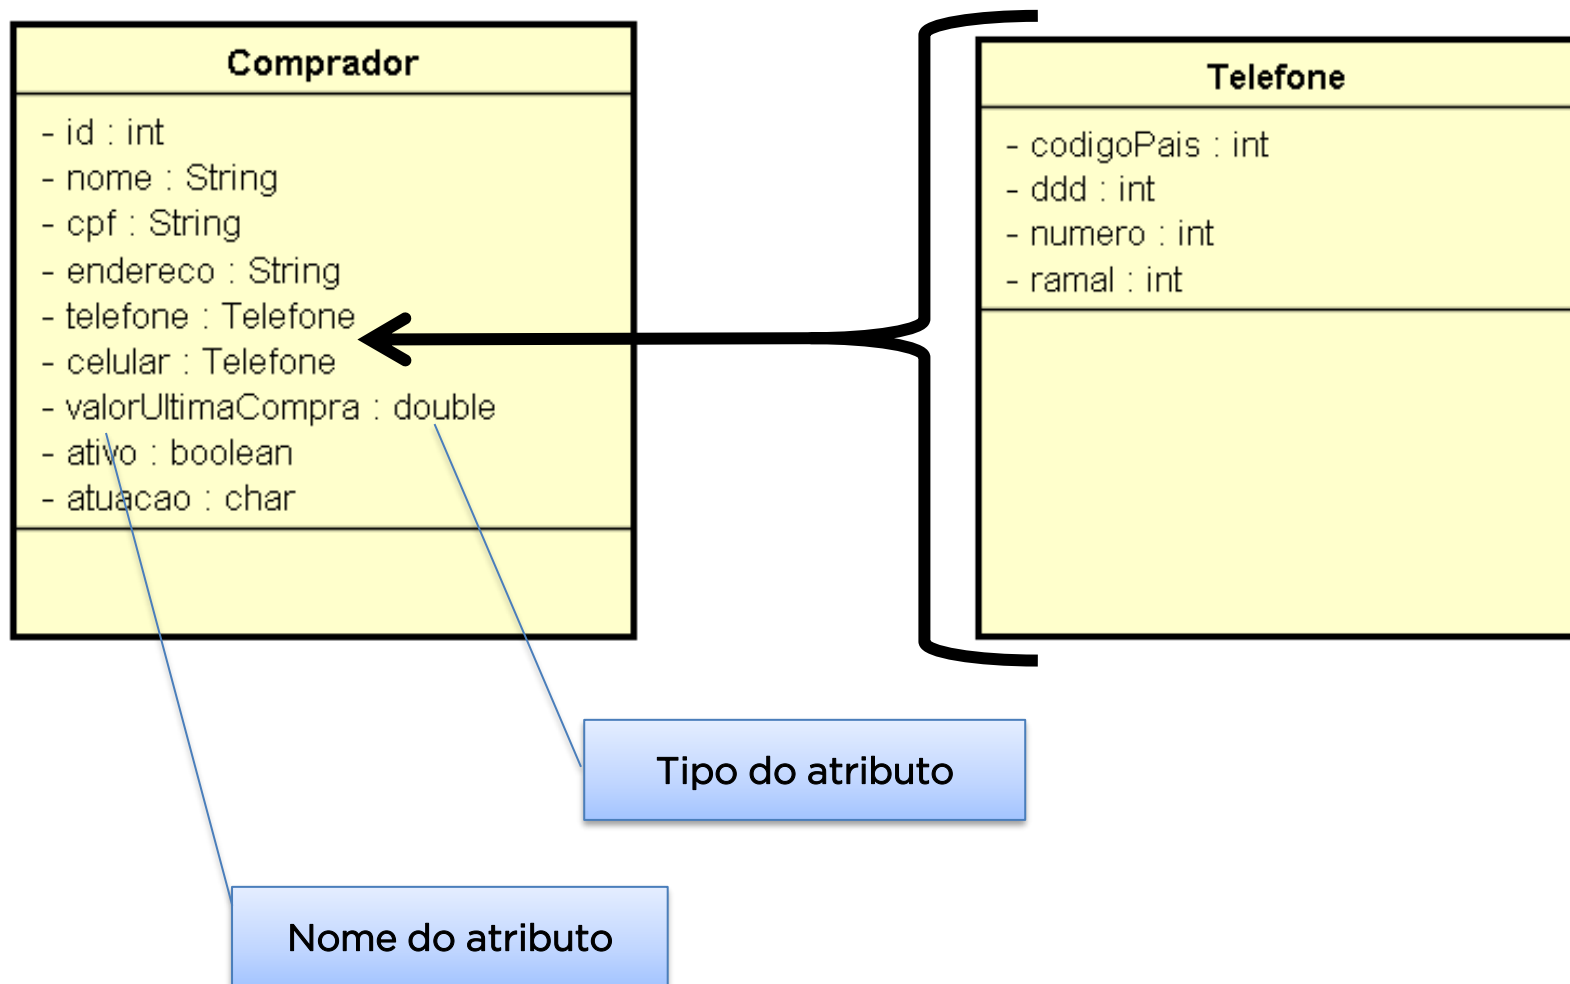 Comprador
- id : int
- nome : String
- cpf : String
- endereco : String
- telefone : Telefone
- celular : Telefone
- valorUltimaCompra : double
- ativo : boolean
- atuacao : char
Telefone
- codigoPais : int
- ddd : int
- numero : int
- ramal : int
Tipo do atributo
Nome do atributo